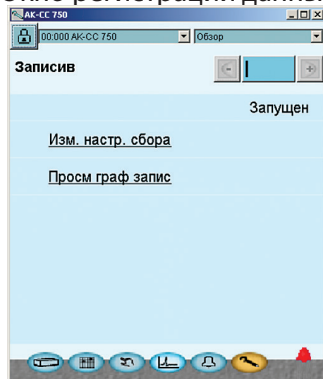 AK-CC 750
00:000 AK-CC 750 Обзор
Записив
Запущен
Изм. настр. сбора
Просм граф запис